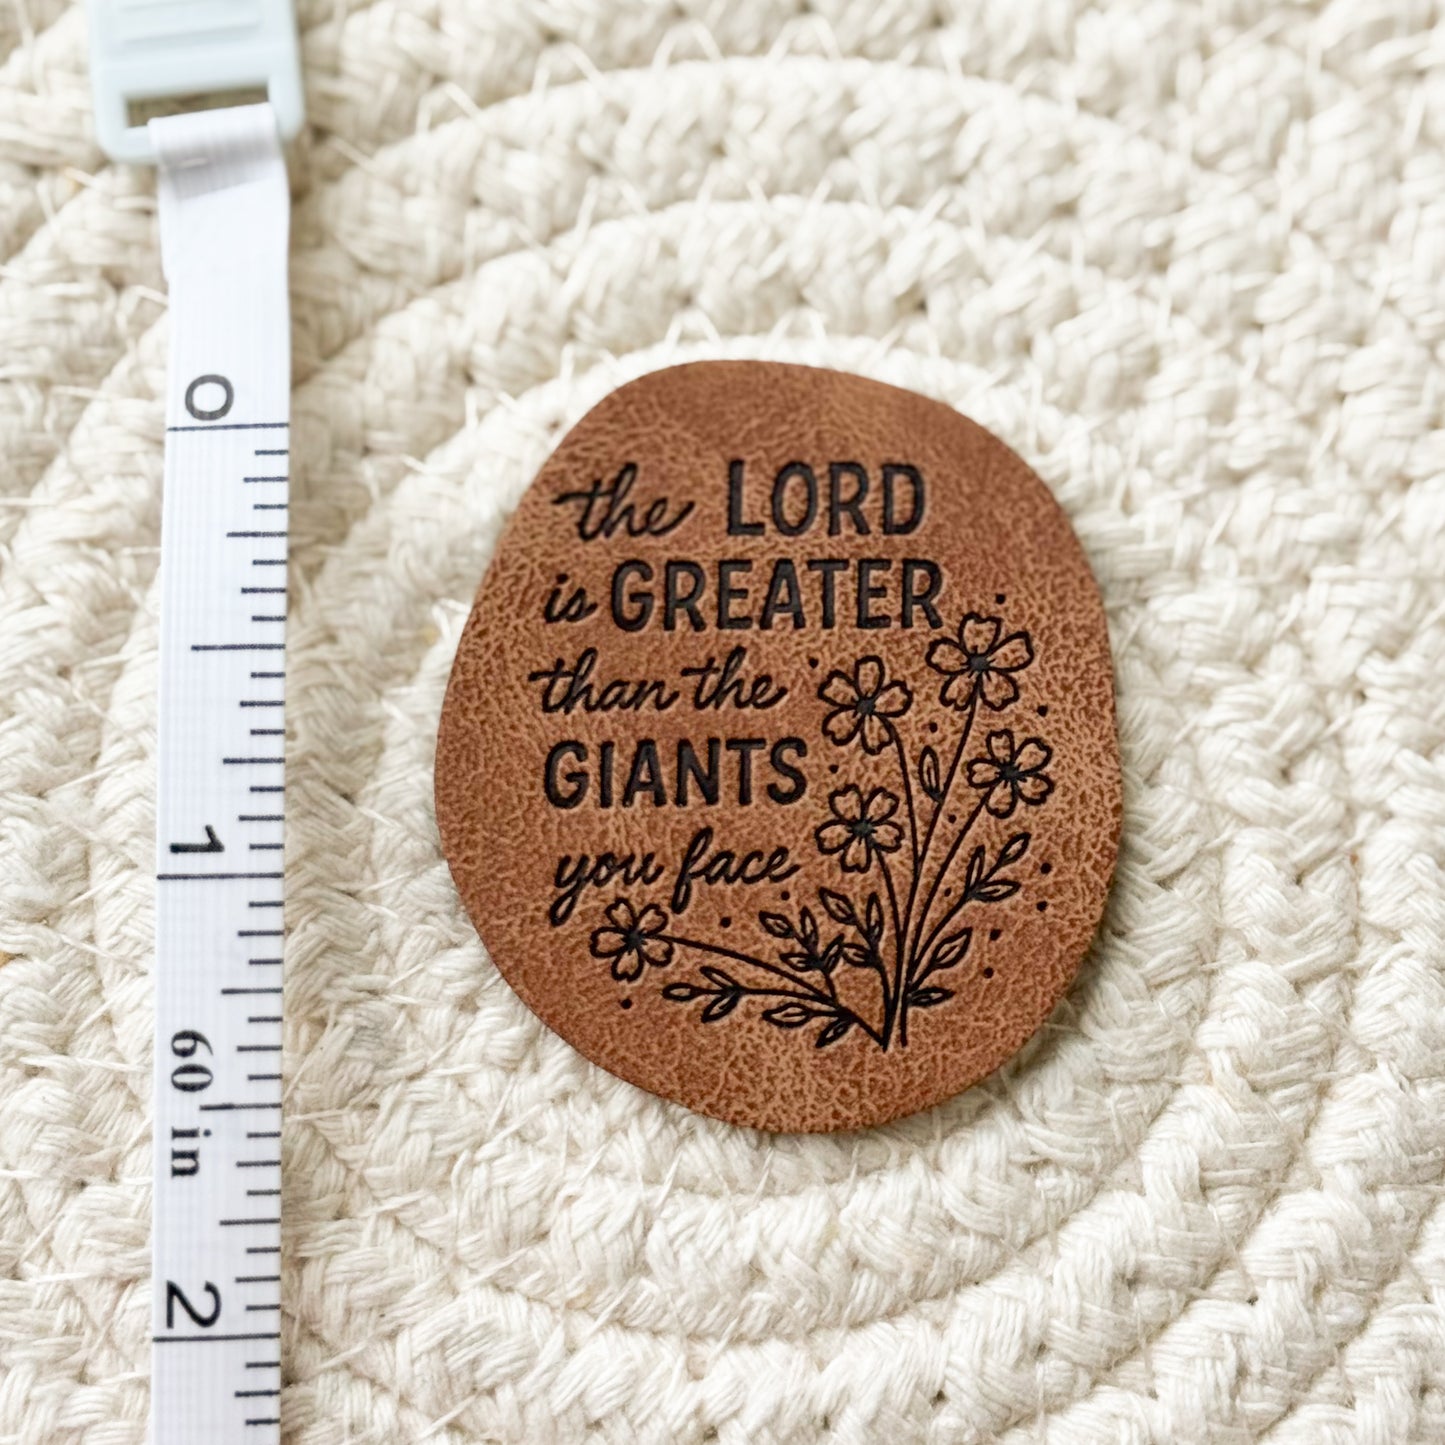 the LORD
is GREATER
than the
GIANTS
you face
0
1
60 in
2